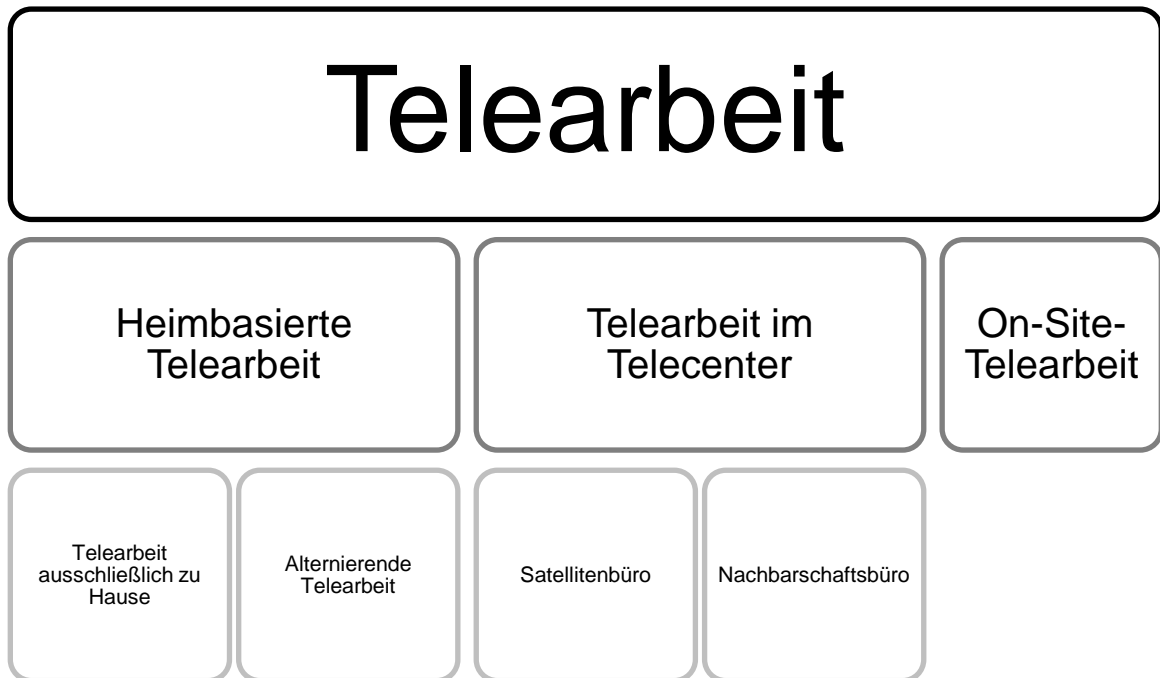 Telearbeit
Heimbasierte
Telearbeit
Telearbeit im
Telecenter
On-Site-
Telearbeit
Telearbeit
ausschließlich zu
Hause
Alternierende
Telearbeit
Satellitenbüro
Nachbarschaftsbüro